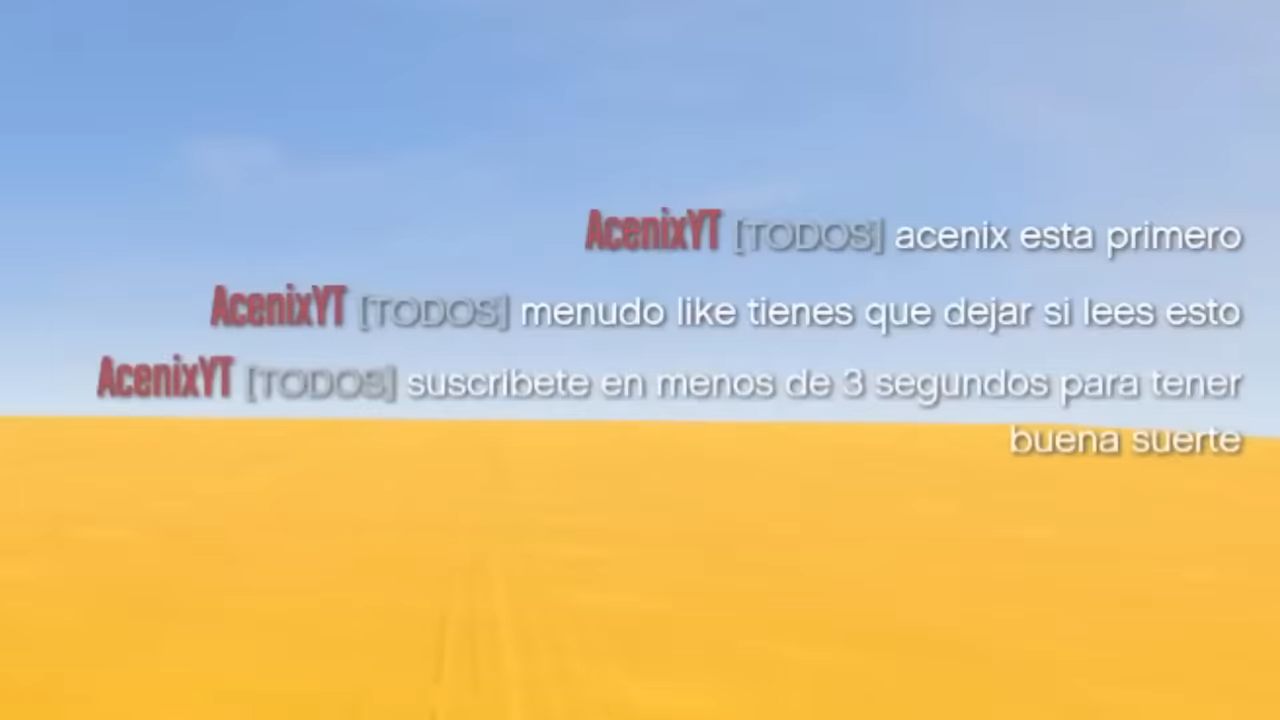 AcenixYT [TODOS] acenix esta primero
AcenixYT [TODOS] menudo like tienes que dejar si lees esto
AcenixYT [TODOS] suscribete en menos de 3 segundos para tener
buena suerte